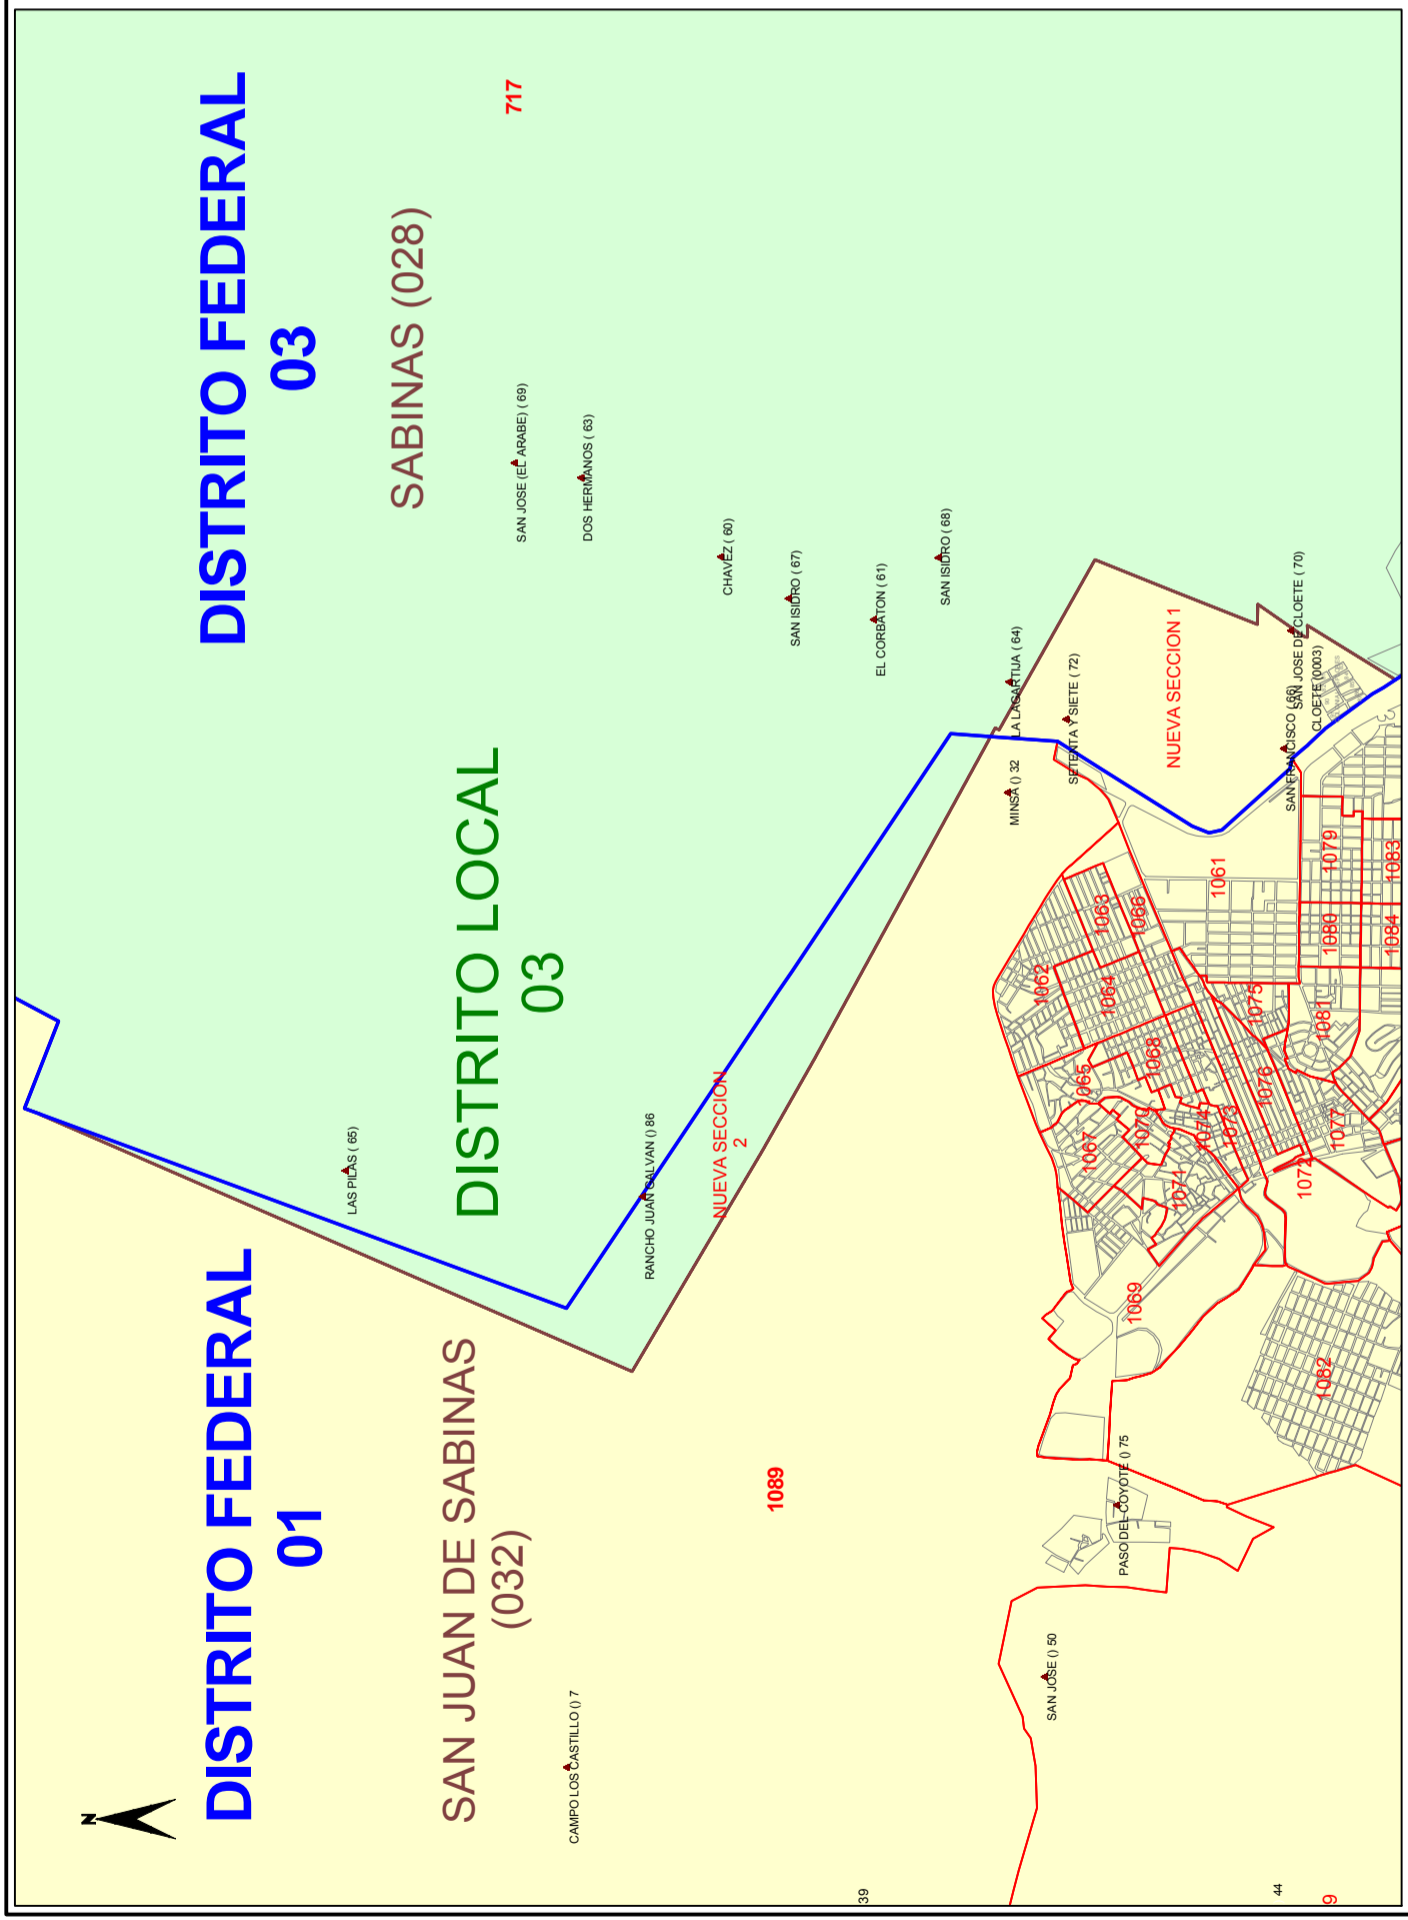 N
DISTRITO FEDERAL
01
DISTRITO FEDERAL
03
SAN JUAN DE SABINAS
(032)
SABINAS (028)
DISTRITO LOCAL
03
717
LAS PILAS ( 65)
SAN JOSE (EL ARABE) ( 69)
DOS HERMANOS ( 63)
CAMPO LOS CASTILLO () 7
RANCHO JUAN GALVAN () 86
NUEVA SECCION
2
CHAVEZ ( 60)
1089
SAN ISIDRO ( 67)
EL CORBATON ( 61)
SAN ISIDRO ( 68)
39
LA LAGARTIJA ( 64)
MINSA () 32
SETENTA Y SIETE ( 72)
SAN JOSE () 50
PASO DEL COYOTE () 75
NUEVA SECCION 1
SAN FRANCISCO ( 66)
SAN JOSE DE CLOETE ( 70)
CLOETE (0003)
1062
1063
1064
1066
1065
1068
1067
1070
1071
1074
1073
1069
1061
1075
1076
1072
1077
1081
1080
1079
1083
1084
1082
44
9